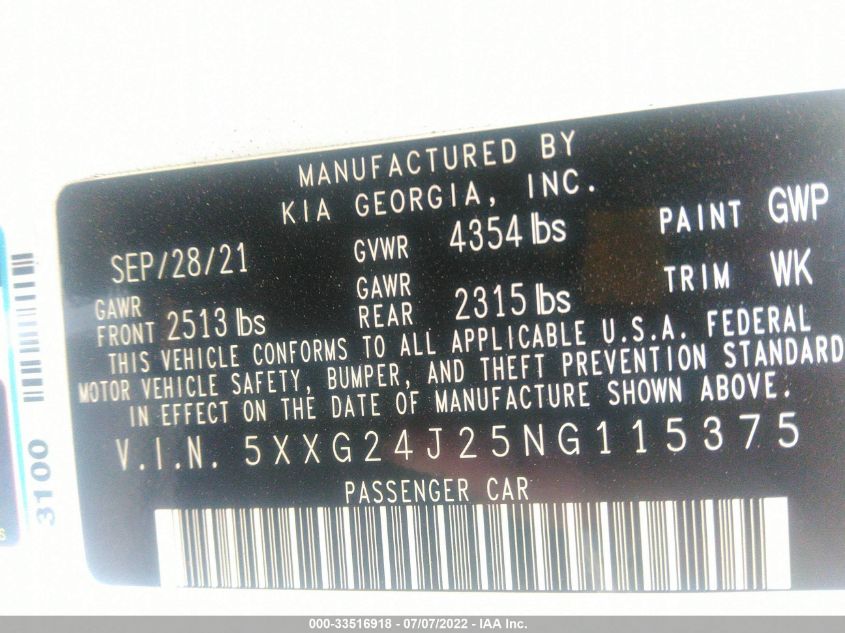 MANUFACTURED BY
KIA GEORGIA, INC.
SEP/28/21 GVWR 4354 lbs PAINT GWP
GAWR FRONT 2513 lbs GAWR REAR 2315 lbs TRIM WK
THIS VEHICLE CONFORMS TO ALL APPLICABLE U.S.A. FEDERAL
MOTOR VEHICLE SAFETY, BUMPER, AND THEFT PREVENTION STANDARD
IN EFFECT ON THE DATE OF MANUFACTURE SHOWN ABOVE.
V.I.N. 5XXG24J25NG115375
PASSENGER CAR
3100
S
000-33516918 - 07/07/2022 - IAA Inc.